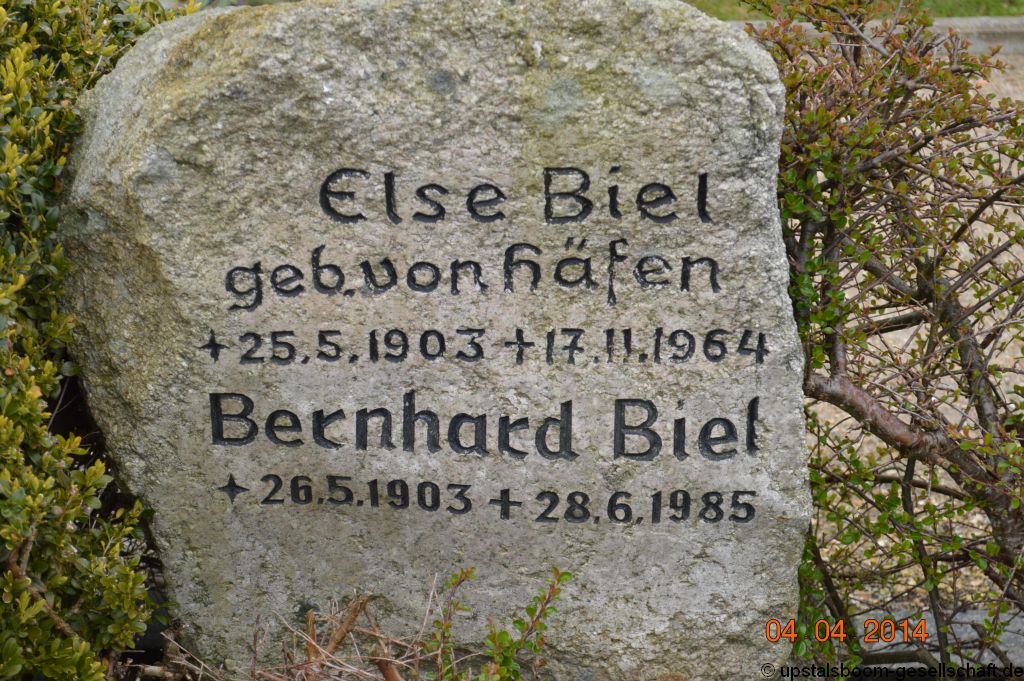 Else Biel
geb. von Häfen
✦ 25.5.1903 ✝ 17.11.1964
Bernhard Biel
✦ 26.5.1903 ✝ 28.6.1985
04 04 2014
© upstalsboom-gesellschaft.de